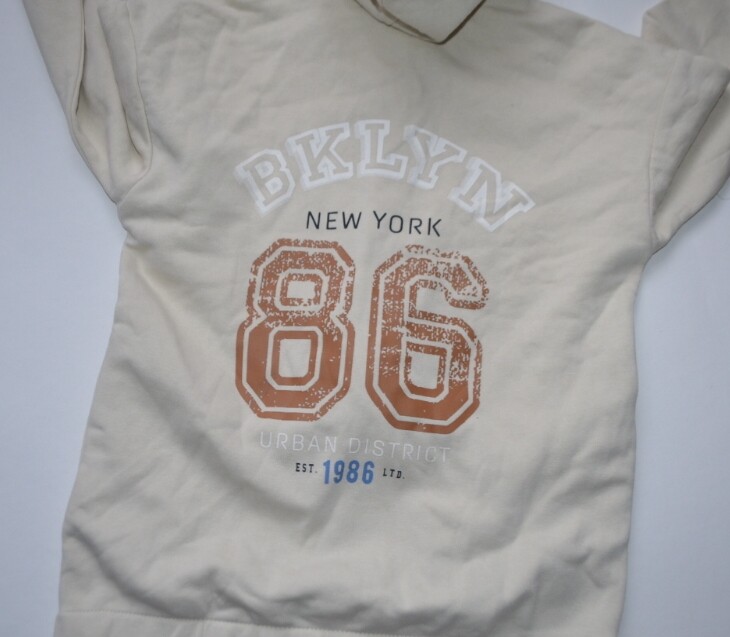 BKLYN
NEW YORK
86
URBAN DISTRICT
EST. 1986 LTD.